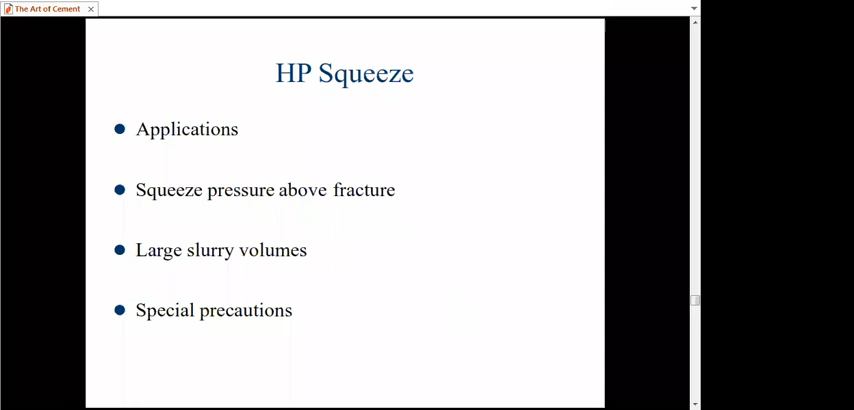 The Art of Cement
HP Squeeze
Applications
Squeeze pressure above fracture
Large slurry volumes
Special precautions